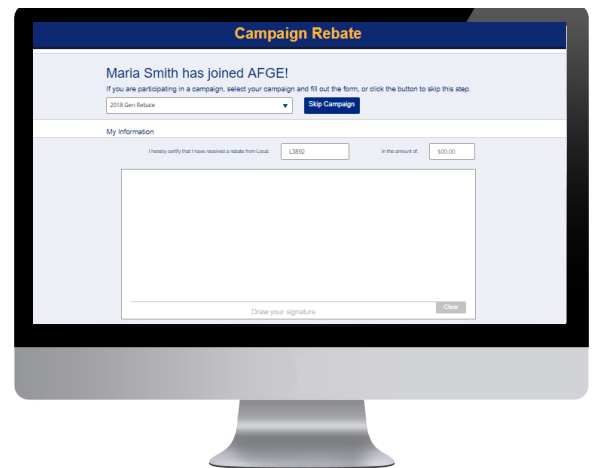 Campaign Rebate
Maria Smith has joined AFGE!
If you are participating in a campaign, select your campaign and fill out the form, or click the button to skip this step.
2018 Gen Rebate
Skip Campaign
My Information
I hereby certify that I have received a rebate from Local: L3892 In the amount of: $00.00
Draw your signature
Clear